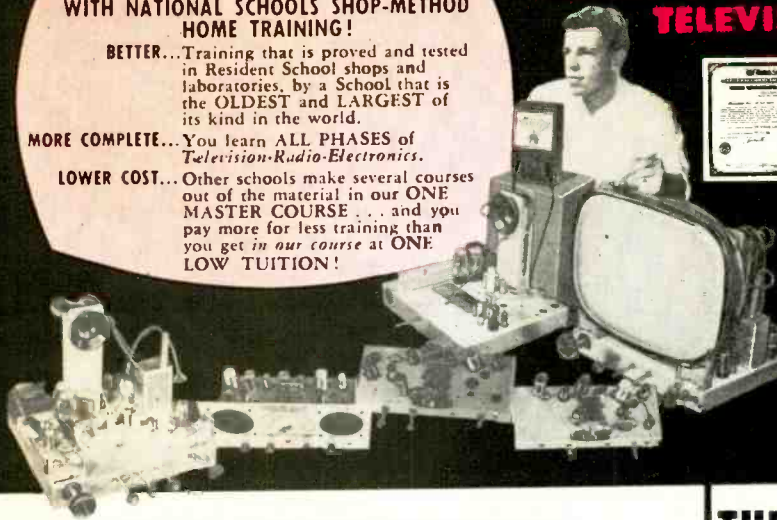 WITH NATIONAL SCHOOLS SHOP-METHOD
HOME TRAINING!
BETTER...Training that is proved and tested
in Resident School shops and
laboratories, by a School that is
the OLDEST and LARGEST of
its kind in the world.
MORE COMPLETE...You learn ALL PHASES of
Television-Radio-Electronics.
LOWER COST...Other schools make several courses
out of the material in our ONE
MASTER COURSE . . . and you
pay more for less training than
you get in our course at ONE
LOW TUITION!
TELEVI